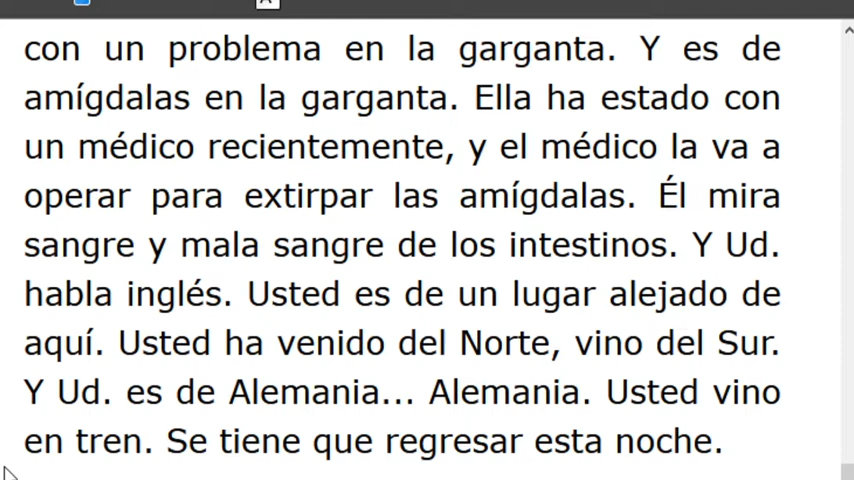 con un problema en la garganta. Y es de
amígdalas en la garganta. Ella ha estado con
un médico recientemente, y el médico la va a
operar para extirpar las amígdalas. Él mira
sangre y mala sangre de los intestinos. Y Ud.
habla inglés. Usted es de un lugar alejado de
aquí. Usted ha venido del Norte, vino del Sur.
Y Ud. es de Alemania... Alemania. Usted vino
en tren. Se tiene que regresar esta noche.